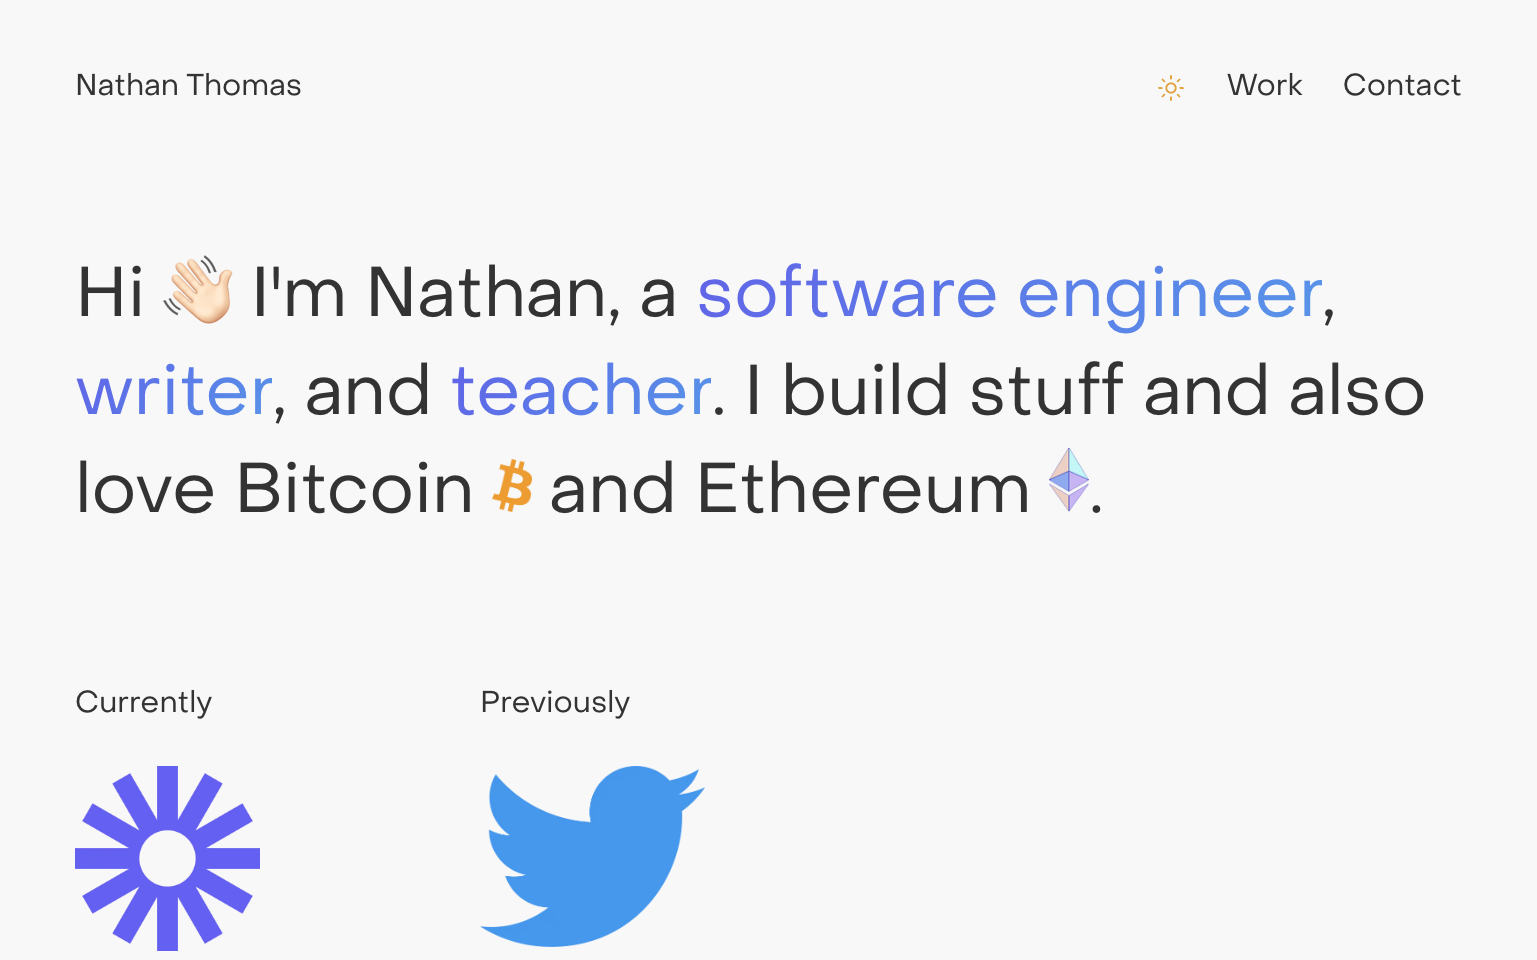 Nathan Thomas
Work
Contact
Hi 👋🏻 I'm Nathan, a software engineer,
writer, and teacher. I build stuff and also
love Bitcoin ₿ and Ethereum .
Currently
Previously